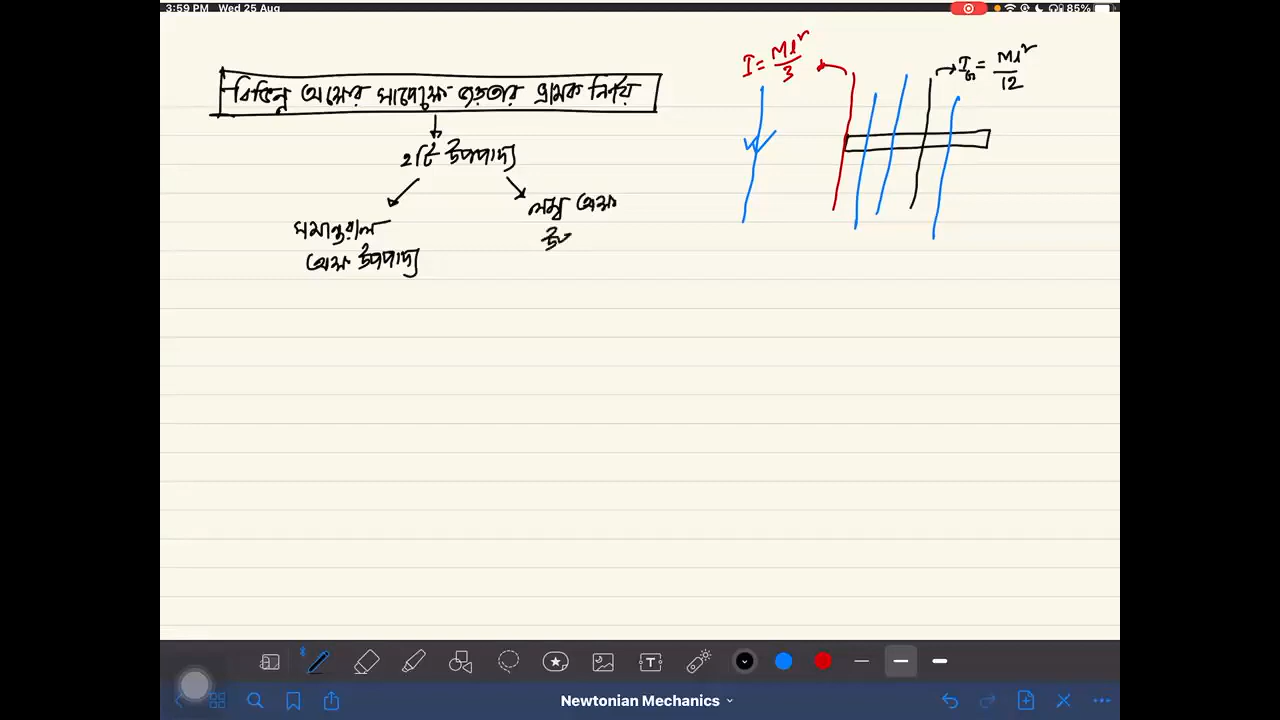 3:59 PM Wed 25 Aug
85%
বিভিন্ন অক্ষের সাপেক্ষে জড়তার ভ্রামক নির্ণয়
২টি উপপাদ্য
সমান্তরাল
অক্ষ উপপাদ্য
লম্ব অক্ষ
উ
I = Ml²/3
= Ml²/12
Newtonian Mechanics